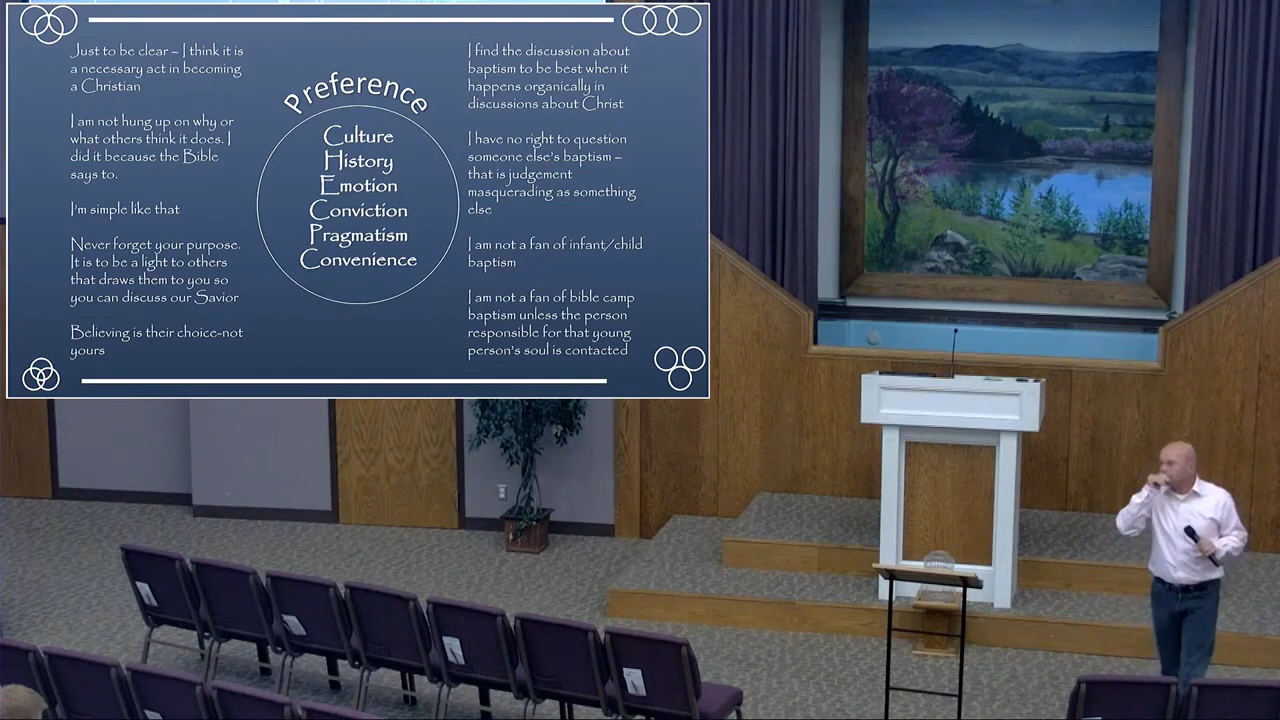 Just to be clear – I think it is
a necessary act in becoming
a Christian
I am not hung up on why or
what others think it does. I
did it because the Bible
says to.
I'm simple like that
Never forget your purpose.
It is to be a light to others
that draws them to you so
you can discuss our Savior
Believing is their choice-not
yours
Preference
Culture
History
Emotion
Conviction
Pragmatism
Convenience
I find the discussion about
baptism to be best when it
happens organically in
discussions about Christ
I have no right to question
someone else's baptism –
that is judgement
masquerading as something
else
I am not a fan of infant/child
baptism
I am not a fan of bible camp
baptism unless the person
responsible for that young
person's soul is contacted